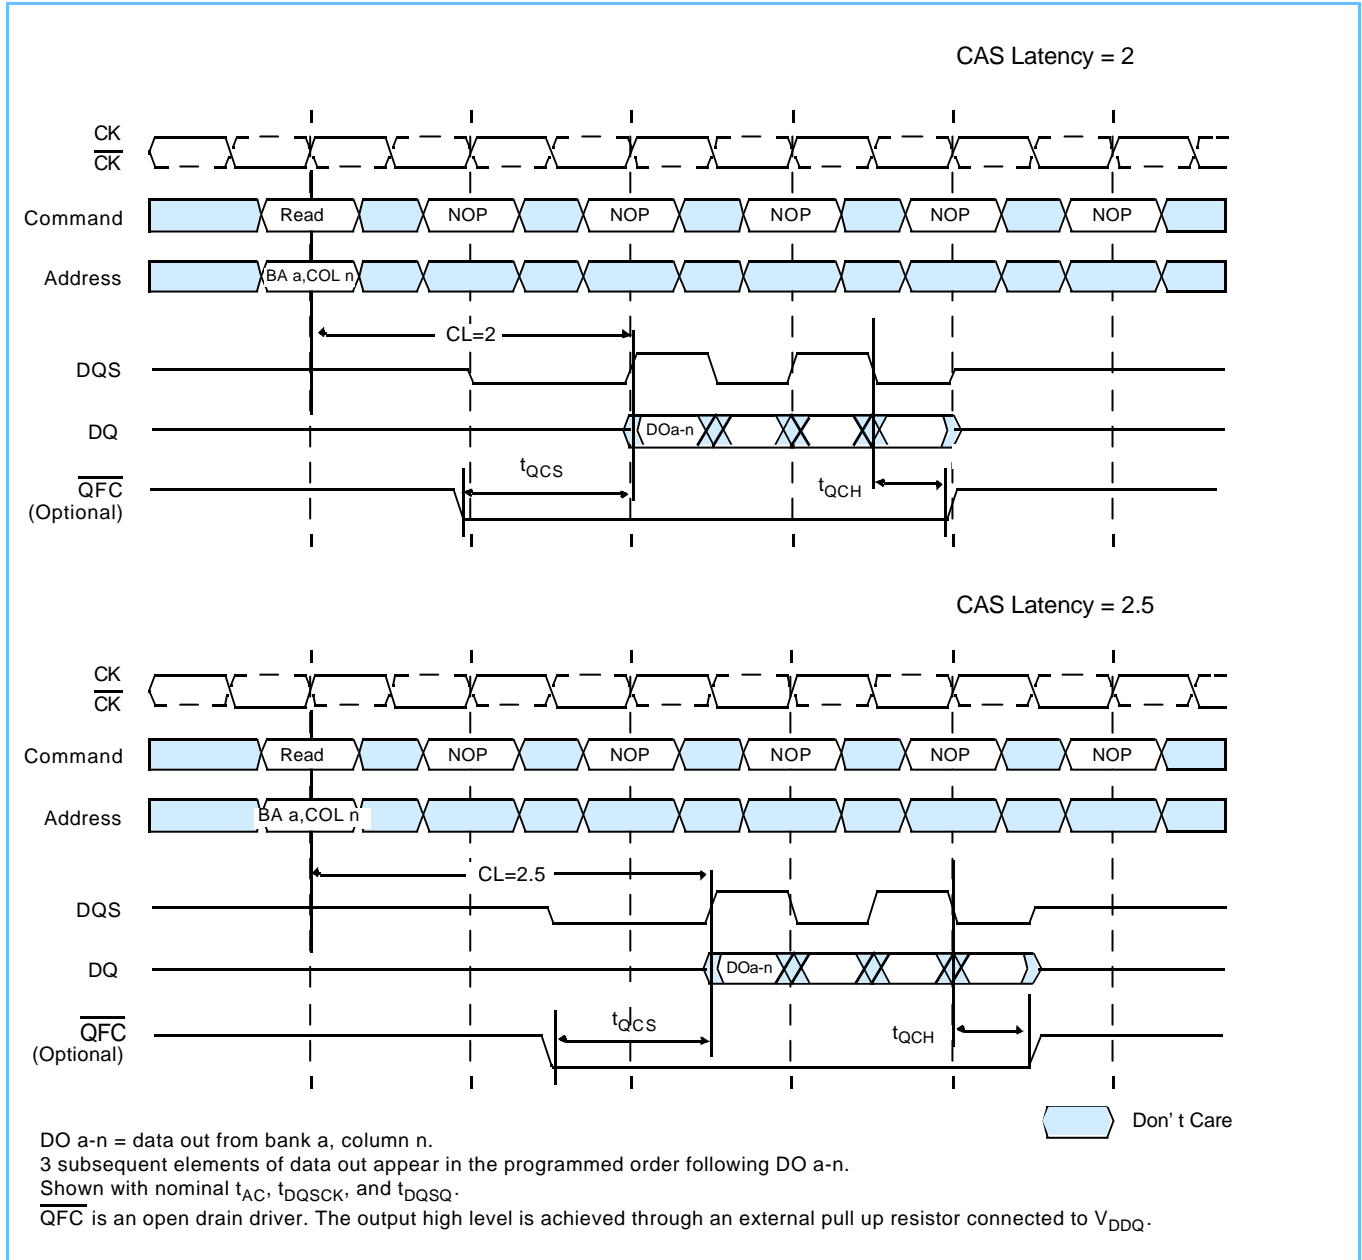 CAS Latency = 2
CK
CK
Command
Read
NOP
NOP
NOP
NOP
NOP
Address
BA a,COL n
CL=2
DQS
DQ
DOa-n
tQCS
tQCH
QFC
(Optional)
CAS Latency = 2.5
CK
CK
Command
Read
NOP
NOP
NOP
NOP
NOP
Address
BA a,COL n
CL=2.5
DQS
DQ
DOa-n
tQCS
tQCH
QFC
(Optional)
Don' t Care
DO a-n = data out from bank a, column n.
3 subsequent elements of data out appear in the programmed order following DO a-n.
Shown with nominal tAC, tDQSCK, and tDQSQ.
QFC is an open drain driver. The output high level is achieved through an external pull up resistor connected to VDDQ.